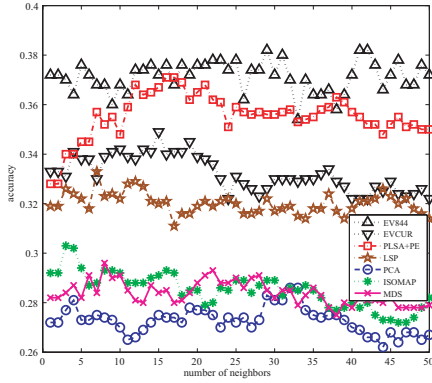 0.4
0.38
0.36
0.34
0.32
0.3
0.28
0.26
accuracy
0 5 10 15 20 25 30 35 40 45 50
number of neighbors
EV844
EVCUR
PLSA+PE
LSP
PCA
ISOMAP
MDS